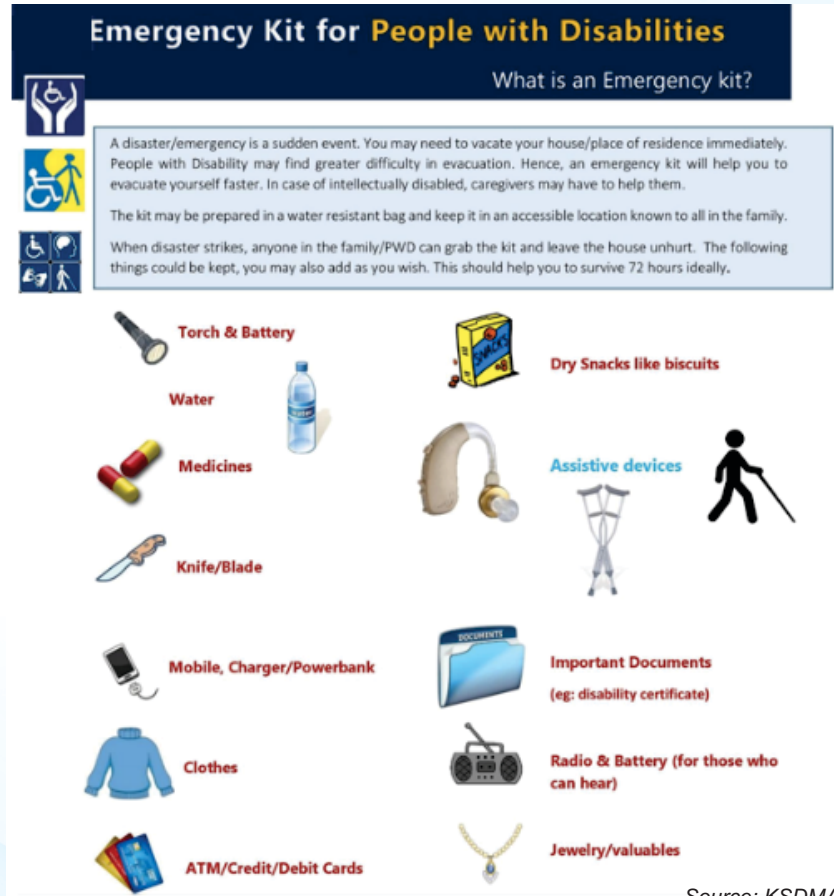 Emergency Kit for People with Disabilities
What is an Emergency kit?
A disaster/emergency is a sudden event. You may need to vacate your house/place of residence immediately.
People with Disability may find greater difficulty in evacuation. Hence, an emergency kit will help you to
evacuate yourself faster. In case of intellectually disabled, caregivers may have to help them.
The kit may be prepared in a water resistant bag and keep it in an accessible location known to all in the family.
When disaster strikes, anyone in the family/PWD can grab the kit and leave the house unhurt. The following
things could be kept, you may also add as you wish. This should help you to survive 72 hours ideally.
Torch & Battery
SNACKS
Dry Snacks like biscuits
Water
water
Medicines
Assistive devices
Knife/Blade
Mobile, Charger/Powerbank
DOCUMENTS
Important Documents
(eg: disability certificate)
Clothes
Radio & Battery (for those who
can hear)
ATM/Credit/Debit Cards
Jewelry/valuables
Source: KSDMA